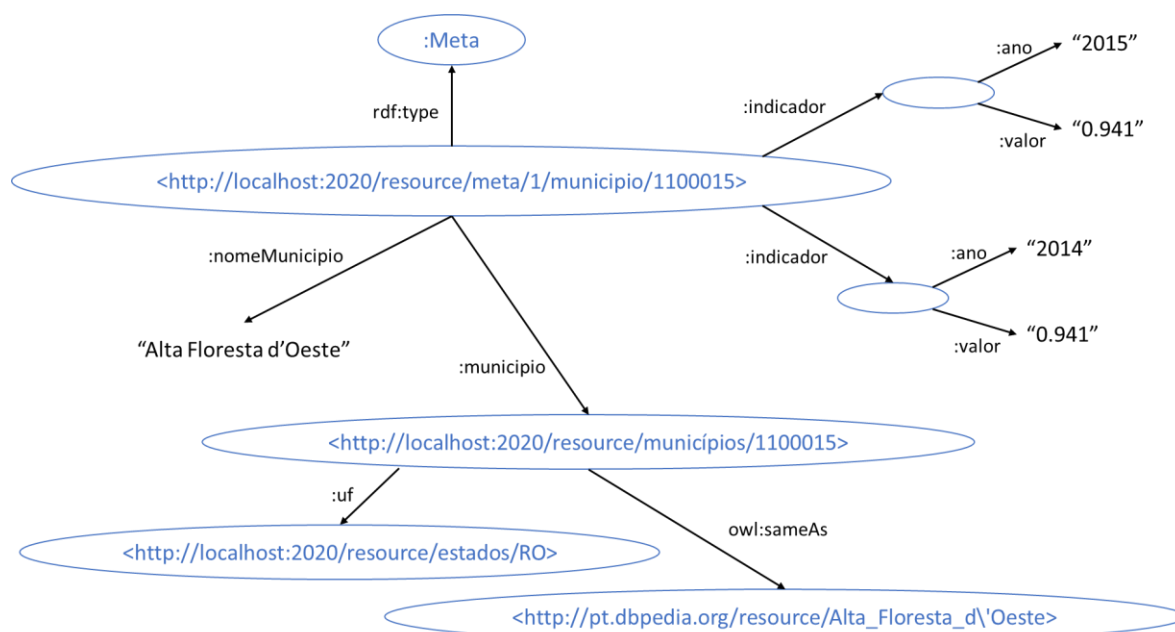 :Meta
:ano
“2015”
:indicador
rdf:type
:valor
“0.941”
<http://localhost:2020/resource/meta/1/municipio/1100015>
:nomeMunicipio
:indicador
:ano
“2014”
“Alta Floresta d’Oeste”
:valor
“0.941”
:municipio
<http://localhost:2020/resource/municípios/1100015>
:uf
owl:sameAs
<http://localhost:2020/resource/estados/RO>
<http://pt.dbpedia.org/resource/Alta_Floresta_d\'Oeste>